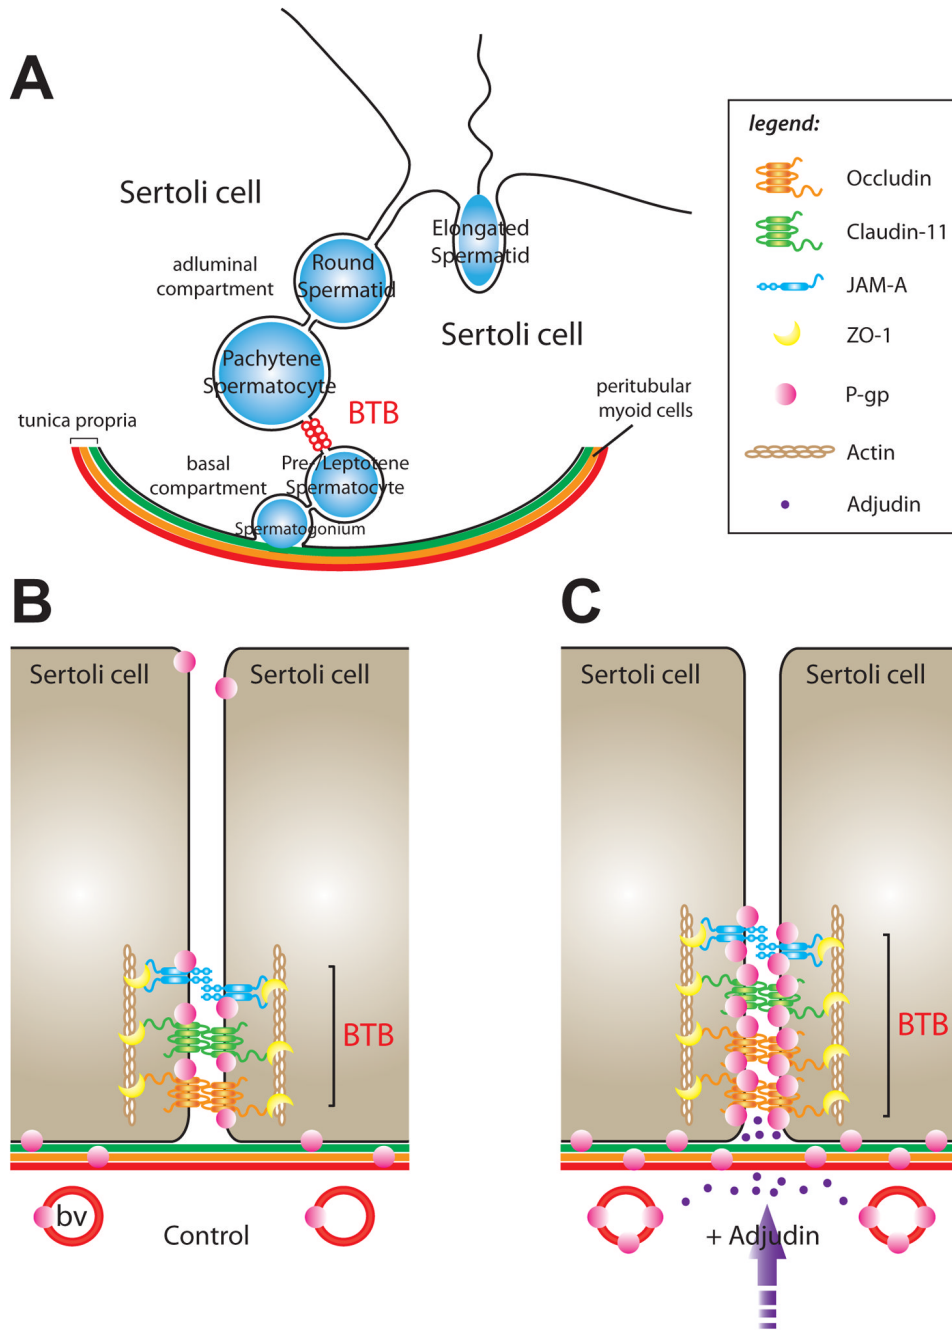 A
Sertoli cell
adluminal
compartment
Round
Spermatid
Elongated
Spermatid
Sertoli cell
Pachytene
Spermatocyte
BTB
peritubular
myoid cells
tunica propria
basal
compartment
Pre-/Leptotene
Spermatocyte
Spermatogonium
legend:
Occludin
Claudin-11
JAM-A
ZO-1
P-gp
Actin
Adjudin
B
Sertoli cell
Sertoli cell
BTB
bv
Control
C
Sertoli cell
Sertoli cell
BTB
+ Adjudin